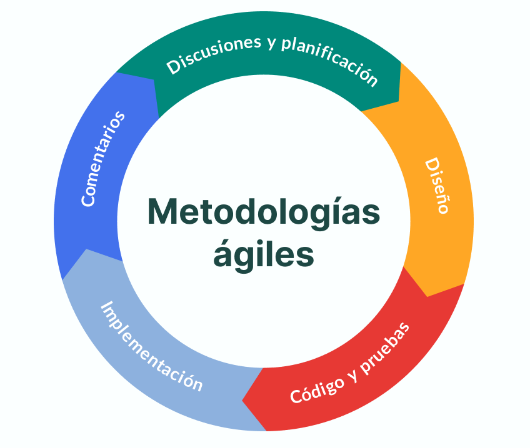 Discusiones y planificación
Diseño
Código y pruebas
Implementación
Comentarios
Metodologías
ágiles